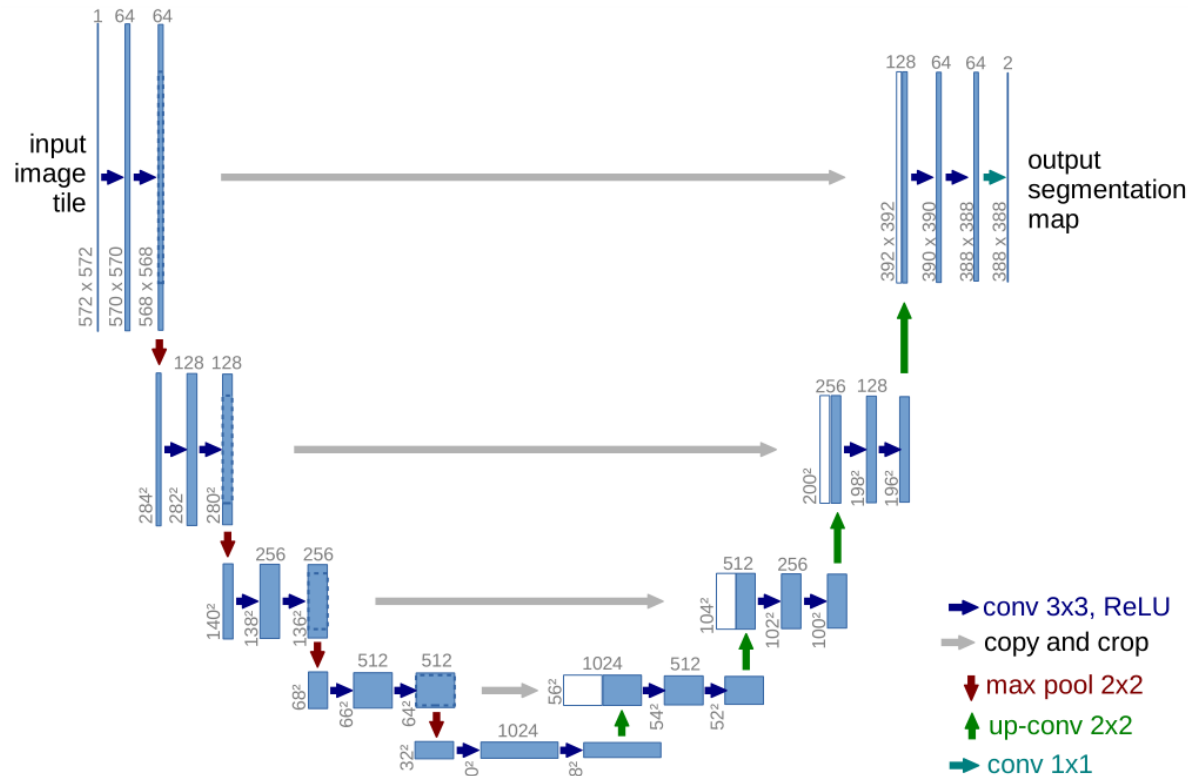 1 64 64
input
image
tile
572 x 572
570 x 570
568 x 568
128 64 64 2
output
segmentation
map
392 x 392
390 x 390
388 x 388
388 x 388
128 128
284²
282²
280²
256 128
200²
198²
196²
256 256
140²
138²
136²
512 256
104²
102²
100²
512 512
68²
66²
64²
1024 512
56²
54²
52²
1024
32²
conv 3x3, ReLU
copy and crop
max pool 2x2
up-conv 2x2
conv 1x1